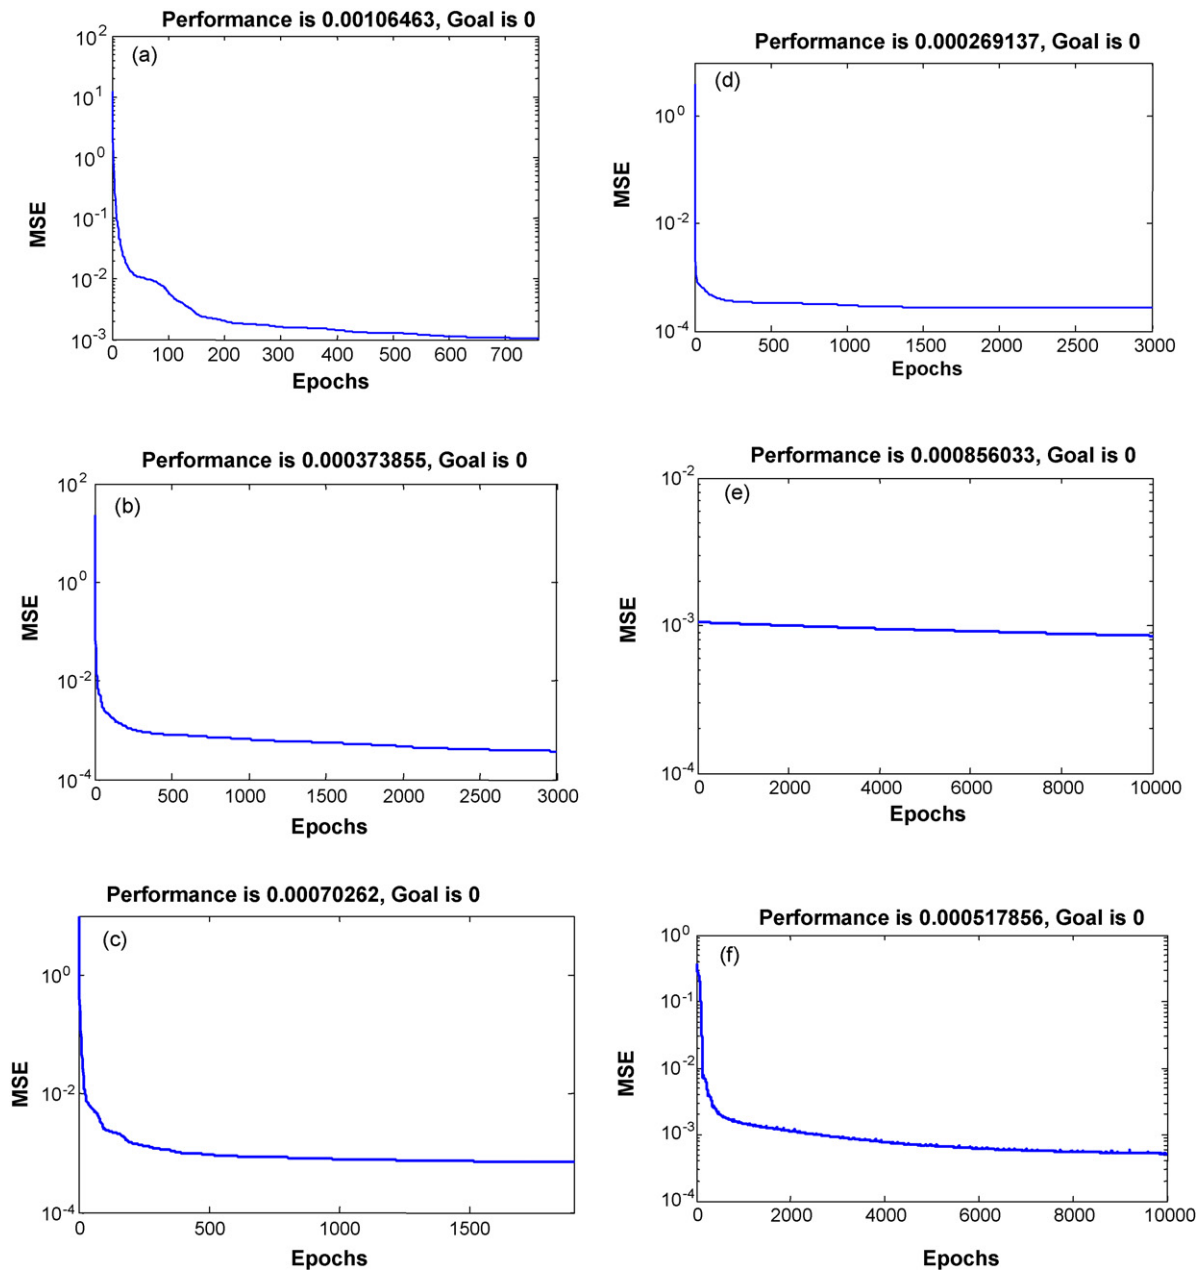 Performance is 0.00106463, Goal is 0
(a)
10^2
10^1
10^0
10^-1
10^-2
10^-3
MSE
0 100 200 300 400 500 600 700
Epochs
Performance is 0.000373855, Goal is 0
(b)
10^2
10^0
10^-2
10^-4
MSE
0 500 1000 1500 2000 2500 3000
Epochs
Performance is 0.00070262, Goal is 0
(c)
10^0
10^-2
10^-4
MSE
0 500 1000 1500
Epochs
Performance is 0.000269137, Goal is 0
(d)
10^0
10^-2
10^-4
MSE
0 500 1000 1500 2000 2500 3000
Epochs
Performance is 0.000856033, Goal is 0
(e)
10^-2
10^-3
10^-4
MSE
0 2000 4000 6000 8000 10000
Epochs
Performance is 0.000517856, Goal is 0
(f)
10^0
10^-1
10^-2
10^-3
10^-4
MSE
0 2000 4000 6000 8000 10000
Epochs